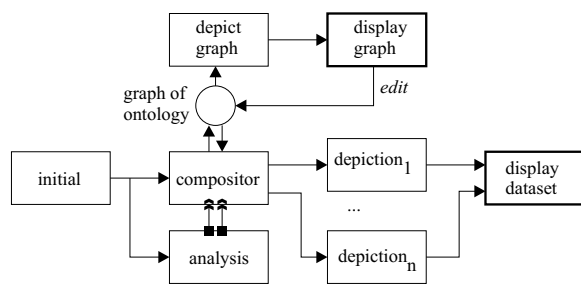 depict
graph
display
graph
edit
graph of
ontology
initial
compositor
depiction1
display
dataset
...
analysis
depictionn